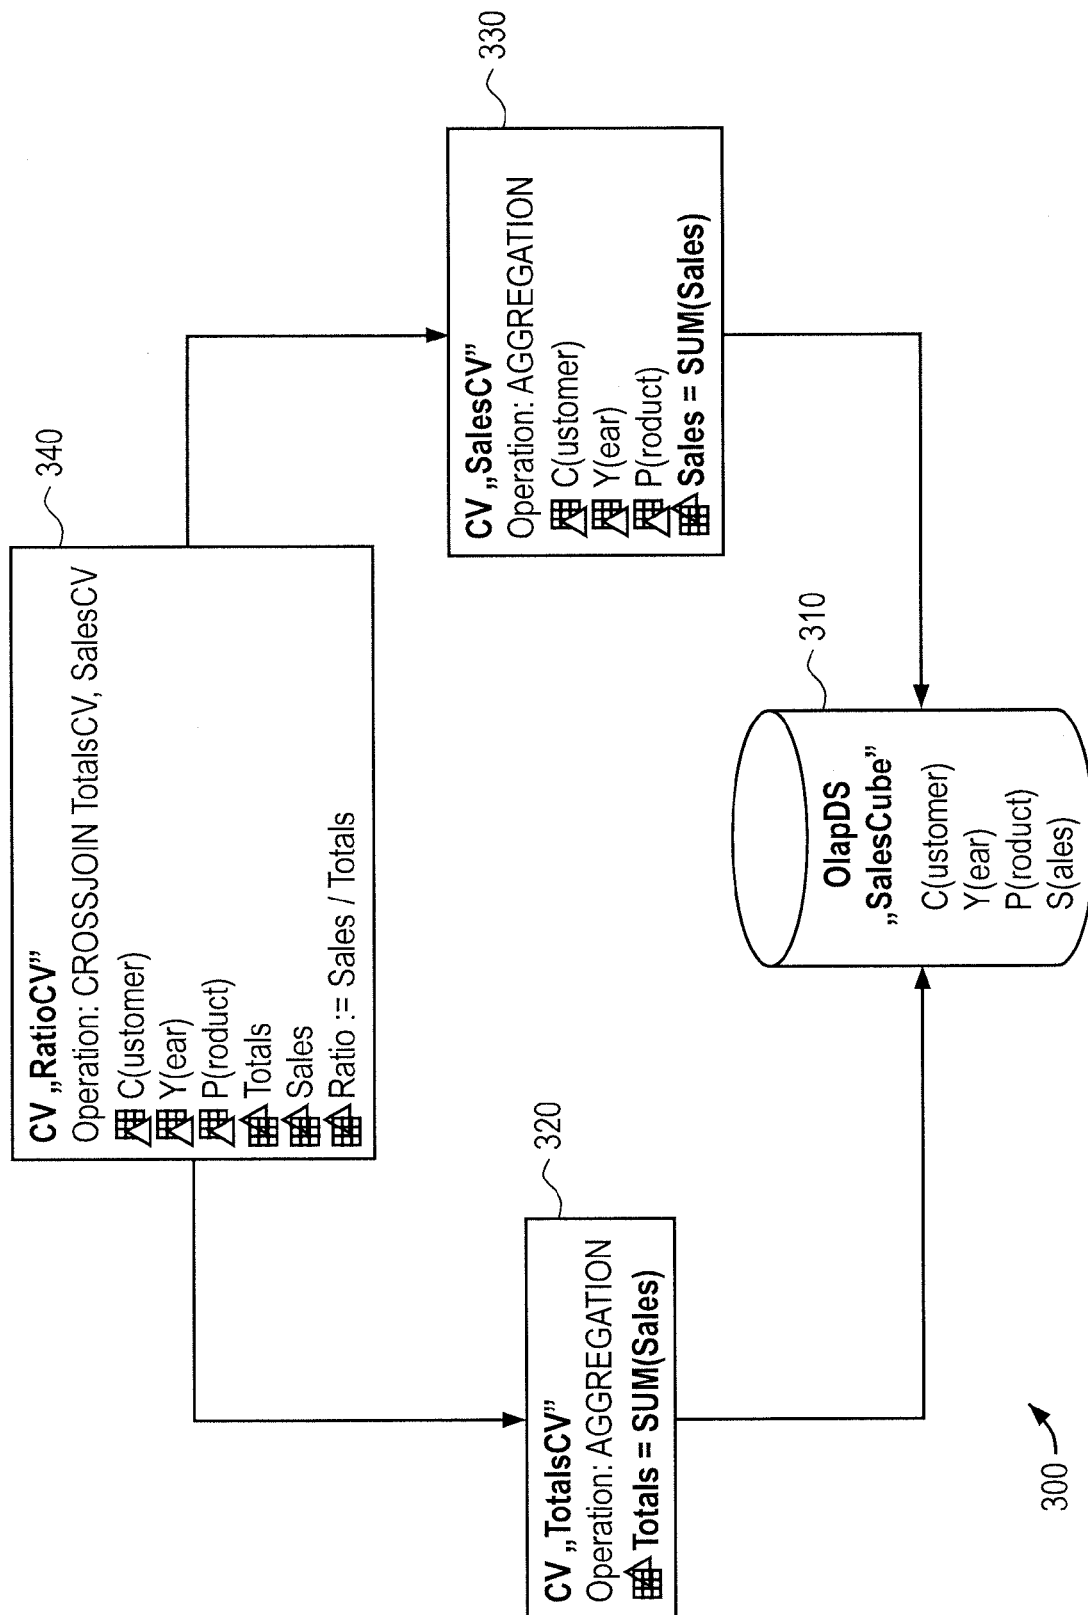 340
CV „RatioCV”
Operation: CROSSJOIN TotalsCV, SalesCV
C(ustomer)
Y(ear)
P(roduct)
Totals
Sales
Ratio := Sales / Totals
320
CV „TotalsCV”
Operation: AGGREGATION
Totals = SUM(Sales)
330
CV „SalesCV”
Operation: AGGREGATION
C(ustomer)
Y(ear)
P(roduct)
Sales = SUM(Sales)
310
OlapDS
„SalesCube”
C(ustomer)
Y(ear)
P(roduct)
S(ales)
300